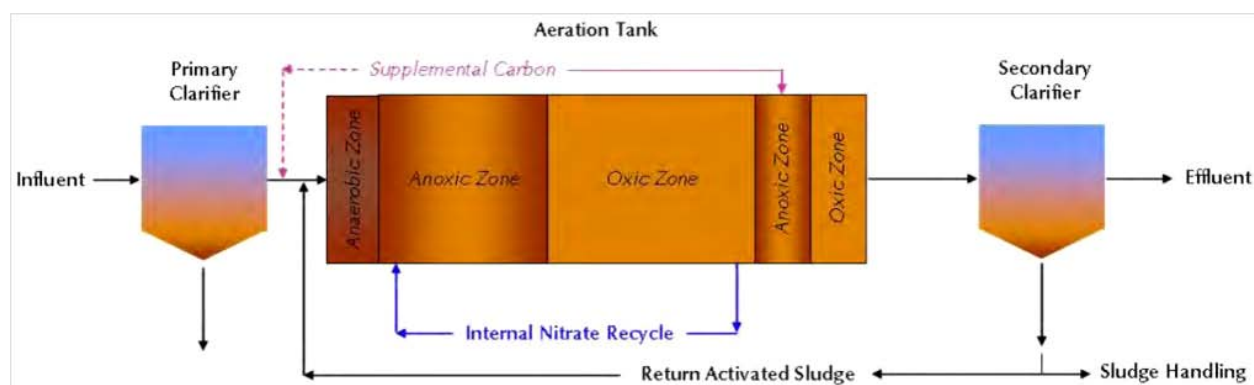 Aeration Tank
Primary
Clarifier
Supplemental Carbon
Secondary
Clarifier
Influent
Anaerobic Zone
Anoxic Zone
Oxic Zone
Anoxic Zone
Oxic Zone
Effluent
Internal Nitrate Recycle
Return Activated Sludge
Sludge Handling